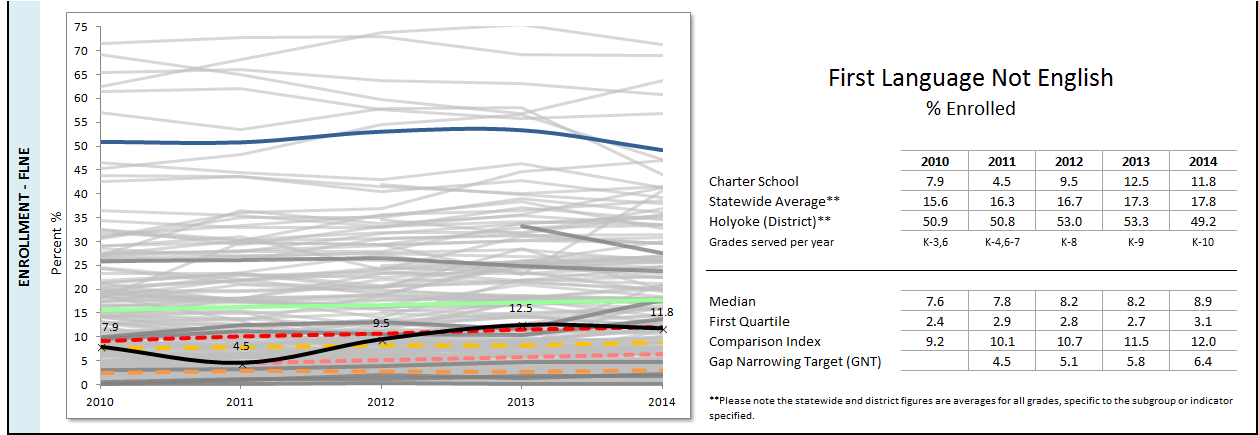 ENROLLMENT - FLNE
Percent %
75
70
65
60
55
50
45
40
35
30
25
20
15
10
5
0
7.9
4.5
9.5
12.5
11.8
2010 2011 2012 2013 2014
First Language Not English
% Enrolled
2010 2011 2012 2013 2014
Charter School 7.9 4.5 9.5 12.5 11.8
Statewide Average** 15.6 16.3 16.7 17.3 17.8
Holyoke (District)** 50.9 50.8 53.0 53.3 49.2
Grades served per year K-3,6 K-4,6-7 K-8 K-9 K-10
Median 7.6 7.8 8.2 8.2 8.9
First Quartile 2.4 2.9 2.8 2.7 3.1
Comparison Index 9.2 10.1 10.7 11.5 12.0
Gap Narrowing Target (GNT) 4.5 5.1 5.8 6.4
**Please note the statewide and district figures are averages for all grades, specific to the subgroup or indicator
specified.